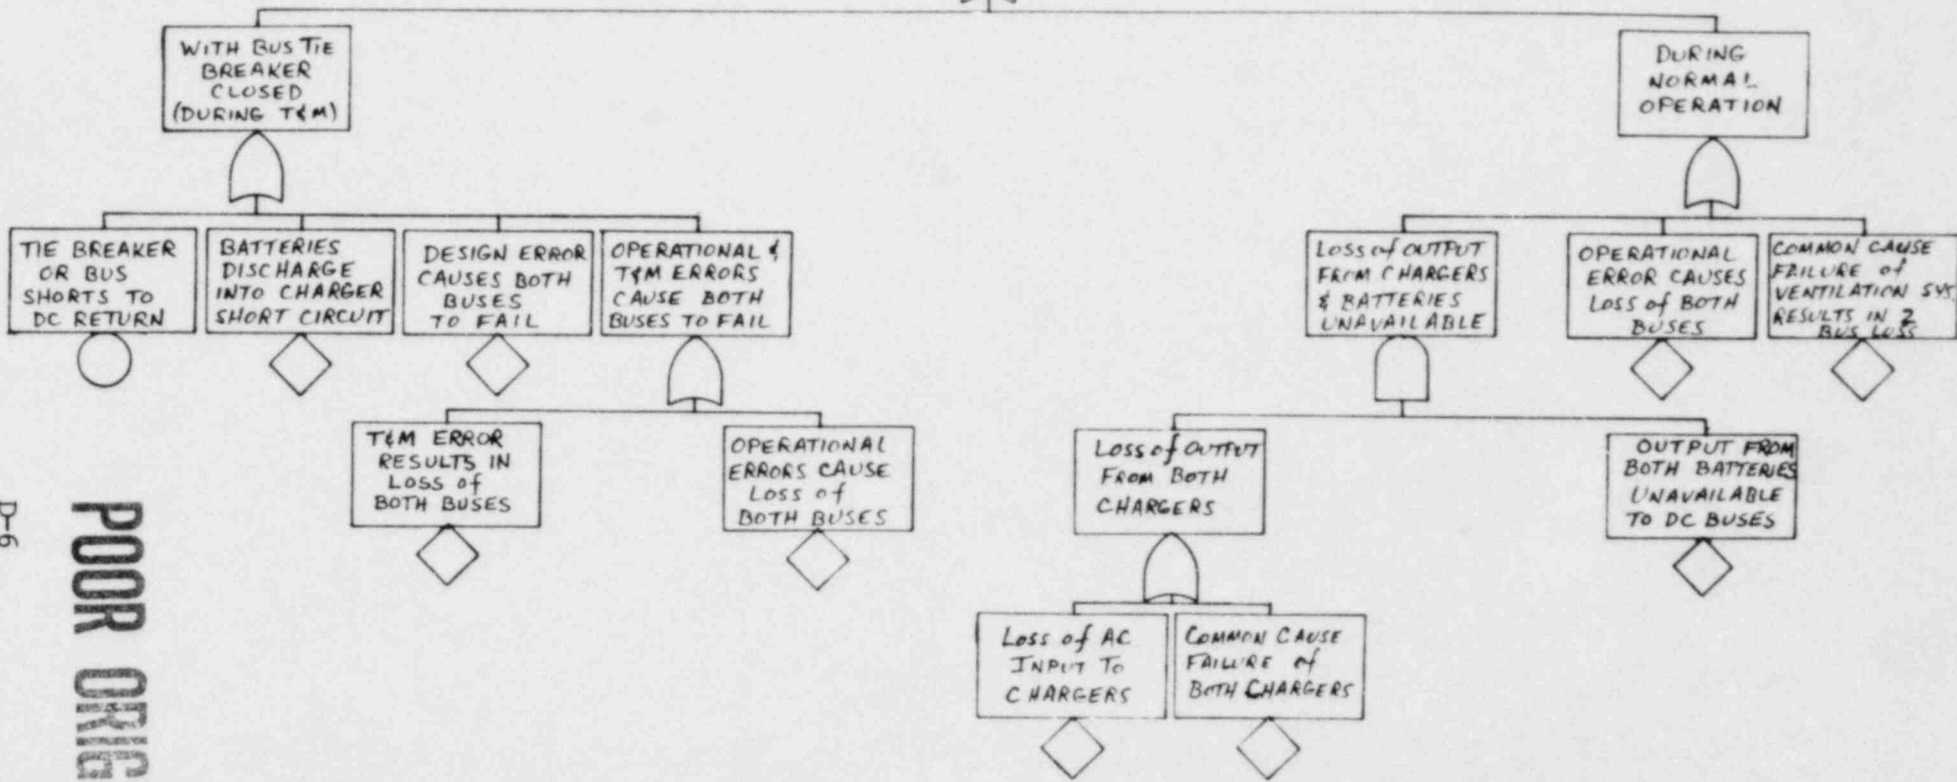 WITH BUS TIE
BREAKER
CLOSED
(DURING T&M)
DURING
NORMAL
OPERATION
TIE BREAKER
OR BUS
SHORTS TO
DC RETURN
BATTERIES
DISCHARGE
INTO CHARGER
SHORT CIRCUIT
DESIGN ERROR
CAUSES BOTH
BUSES
TO FAIL
OPERATIONAL &
T&M ERRORS
CAUSE BOTH
BUSES TO FAIL
LOSS of OUTPUT
FROM CHARGERS
& BATTERIES
UNAVAILABLE
OPERATIONAL
ERROR CAUSES
LOSS of BOTH
BUSES
COMMON CAUSE
FAILURE of
VENTILATION SYS
RESULTS IN 2
BUS LOSS
T&M ERROR
RESULTS IN
LOSS of
BOTH BUSES
OPERATIONAL
ERRORS CAUSE
LOSS of
BOTH BUSES
LOSS of OUTPUT
FROM BOTH
CHARGERS
OUTPUT FROM
BOTH BATTERIES
UNAVAILABLE
TO DC BUSES
LOSS of AC
INPUT TO
CHARGERS
COMMON CAUSE
FAILURE of
BOTH CHARGERS
D-6
POOR ORIG